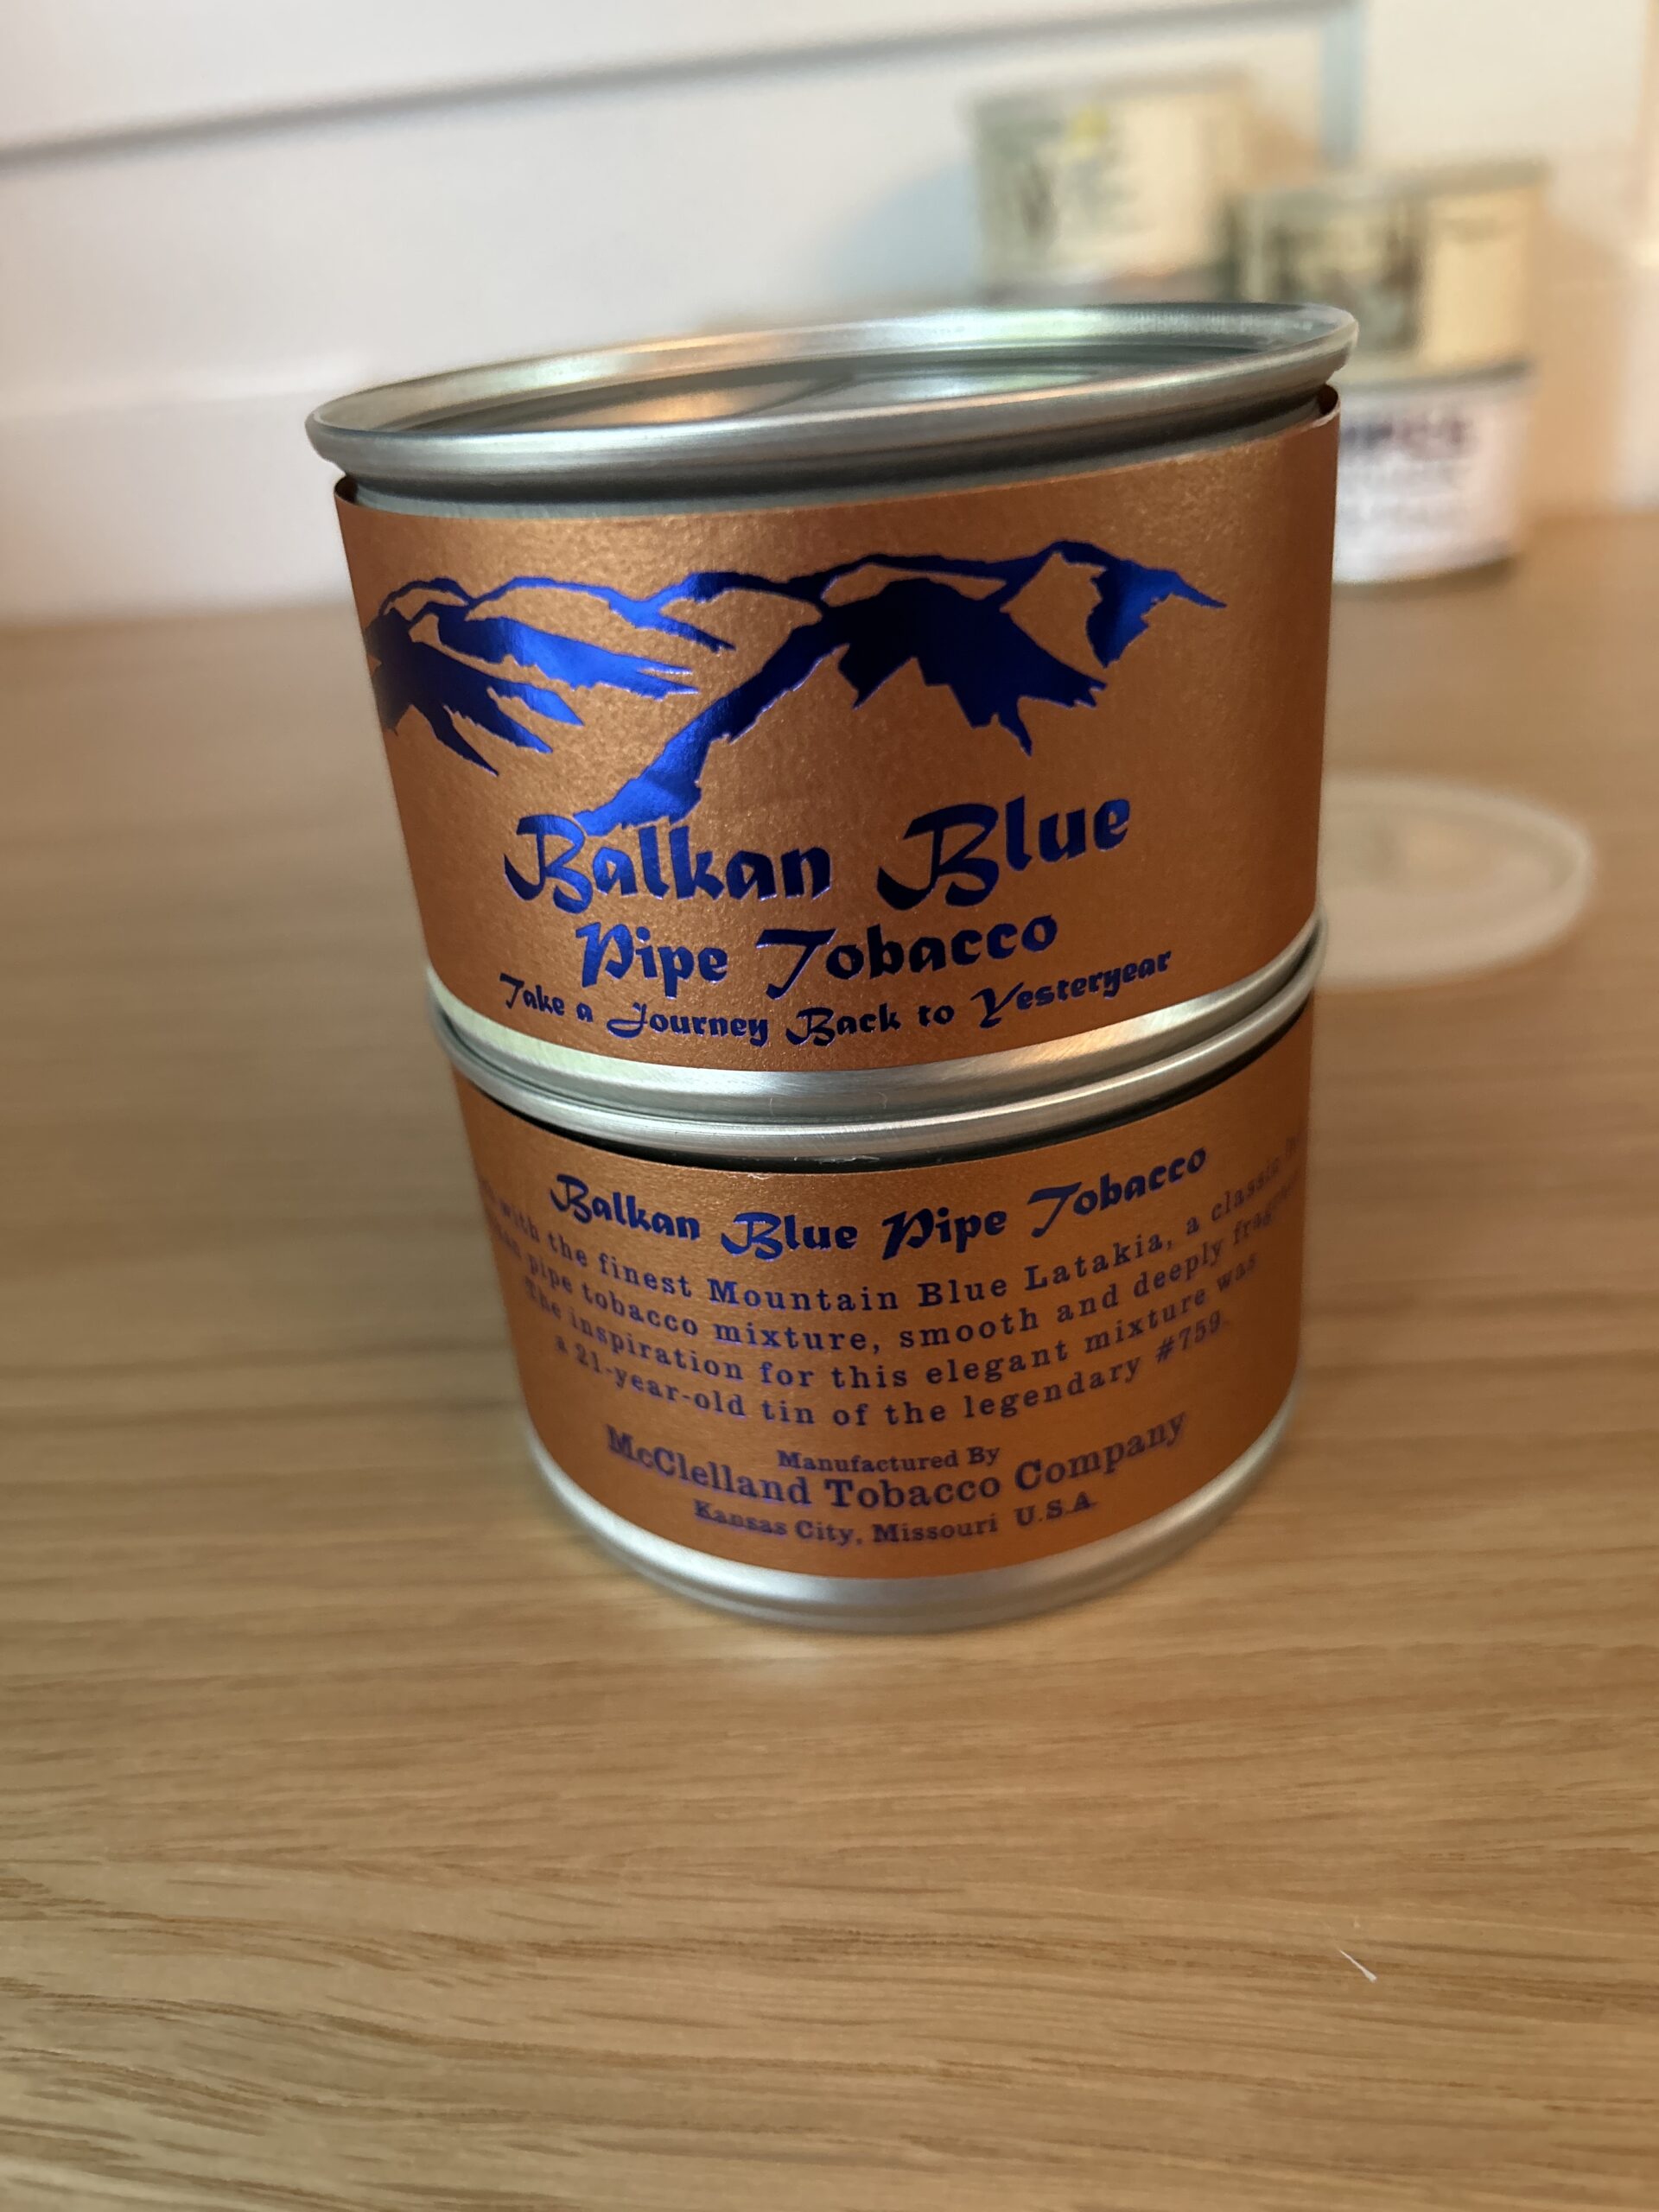 Balkan Blue
Pipe Tobacco
Take a Journey Back to Yesteryear
Balkan Blue Pipe Tobacco
with the finest Mountain Blue Latakia, a classic
pipe tobacco mixture, smooth and deeply
The inspiration for this elegant mixture was
a 21-year-old tin of the legendary #759.
Manufactured By
McClelland Tobacco Company
Kansas City, Missouri U.S.A.